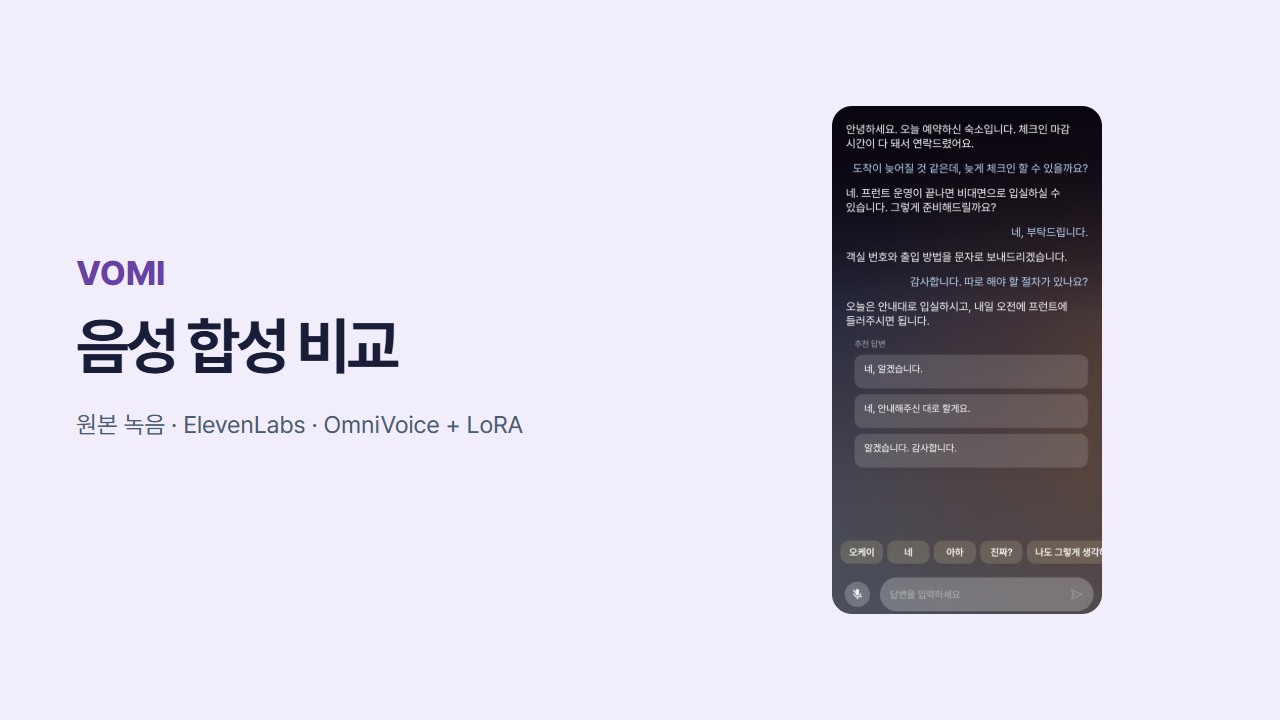 VOMI
음성 합성 비교
원본 녹음 · ElevenLabs · OmniVoice + LoRA
안녕하세요. 오늘 예약하신 숙소입니다. 체크인 마감
시간이 다 돼서 연락드렸어요.
도착이 늦어질 것 같은데, 늦게 체크인 할 수 있을까요?
네. 프런트 운영이 끝나면 비대면으로 입실하실 수
있습니다. 그렇게 준비해드릴까요?
네, 부탁드립니다.
객실 번호와 출입 방법을 문자로 보내드리겠습니다.
감사합니다. 따로 해야 할 절차가 있나요?
오늘은 안내대로 입실하시고, 내일 오전에 프런트에
들러주시면 됩니다.
추천 답변
네, 알겠습니다.
네, 안내해주신 대로 할게요.
알겠습니다. 감사합니다.
오케이 네 아하 진짜? 나도 그렇게
답변을 입력하세요